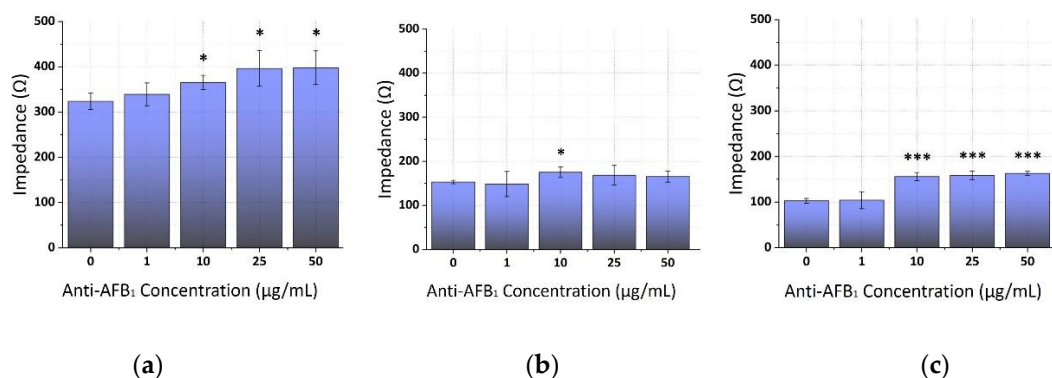 500
400
300
200
100
0
Impedance (Ω)
* * *
0 1 10 25 50
Anti-AFB₁ Concentration (µg/mL)
(a)
500
400
300
200
100
0
Impedance (Ω)
*
0 1 10 25 50
Anti-AFB₁ Concentration (µg/mL)
(b)
500
400
300
200
100
0
Impedance (Ω)
*** *** ***
0 1 10 25 50
Anti-AFB₁ Concentration (µg/mL)
(c)